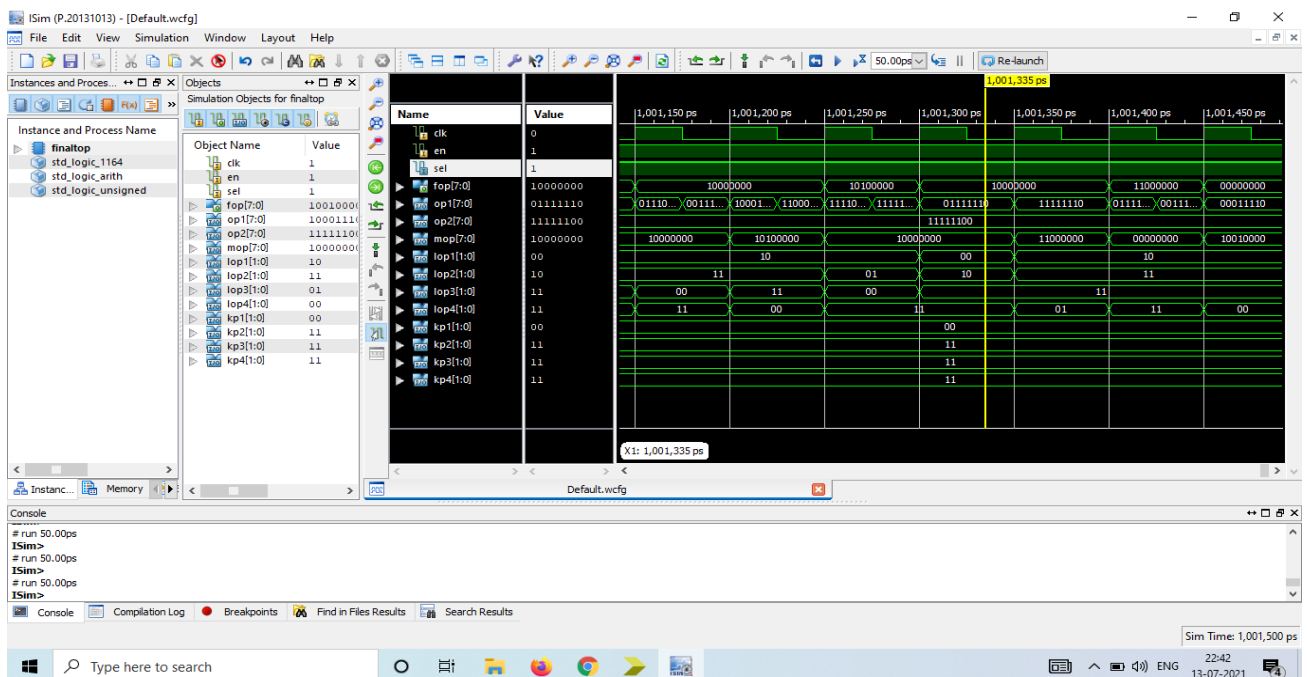 ISim (P.20131013) - [Default.wcfg]
File Edit View Simulation Window Layout Help
50.00ps Re-launch
Instances and Proces...
Objects
Simulation Objects for finaltop
Instance and Process Name
finaltop
std_logic_1164
std_logic_arith
std_logic_unsigned
Object Name Value
clk 1
en 1
sel 1
fop[7:0] 1001000
op1[7:0] 1000111
op2[7:0] 1111110
mop[7:0] 1000000
lop1[1:0] 10
lop2[1:0] 11
lop3[1:0] 01
lop4[1:0] 00
kp1[1:0] 00
kp2[1:0] 11
kp3[1:0] 11
kp4[1:0] 11
1,001,335 ps
Name Value 1,001,150 ps 1,001,200 ps 1,001,250 ps 1,001,300 ps 1,001,350 ps 1,001,400 ps 1,001,450 ps
clk 0
en 1
sel 1
fop[7:0] 10000000 10000000 10100000 10000000 11000000 00000000
op1[7:0] 01111110 01110... 00111... 10001... 11000... 11110... 11111... 01111110 11111110 01111... 00111... 00011110
op2[7:0] 11111100 11111100
mop[7:0] 10000000 10000000 10100000 10000000 11000000 00000000 10010000
lop1[1:0] 00 10 00 10
lop2[1:0] 10 11 01 10 11
lop3[1:0] 11 00 11 00 11
lop4[1:0] 11 11 00 11 01 11 00
kp1[1:0] 00 00
kp2[1:0] 11 11
kp3[1:0] 11 11
kp4[1:0] 11 11
X1: 1,001,335 ps
Instanc... Memory
Default.wcfg
Console
# run 50.00ps
ISim>
# run 50.00ps
ISim>
# run 50.00ps
ISim>
Console Compilation Log Breakpoints Find in Files Results Search Results
Sim Time: 1,001,500 ps
Type here to search
ENG
22:42
13-07-2021